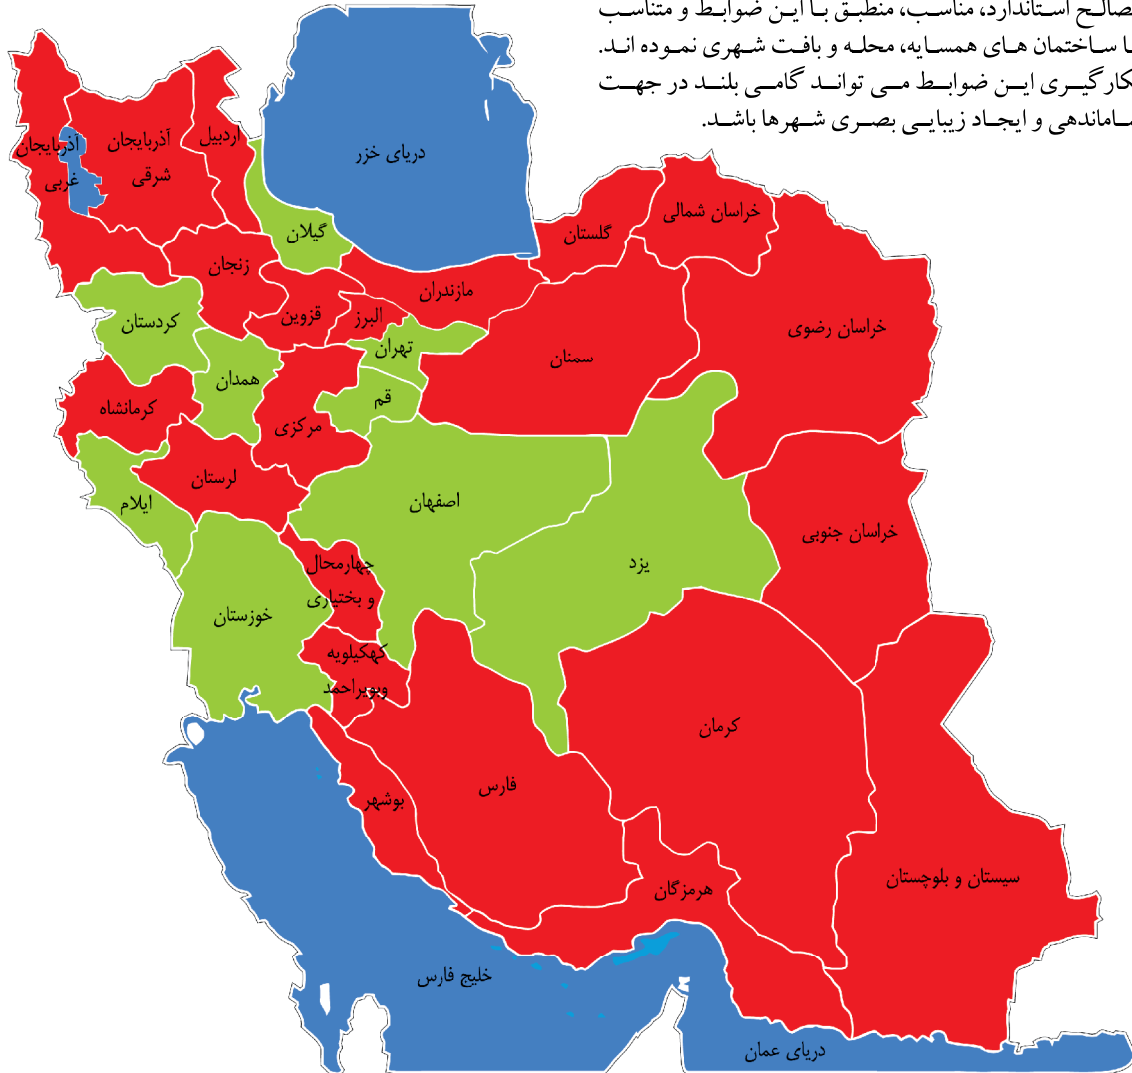 مصالح استاندارد، مناسب، منطبق با این ضوابط و متناسب
با ساختمان های همسایه، محله و بافت شهری نموده اند.
بکارگیری این ضوابط می تواند گامی بلند در جهت
ساماندهی و ایجاد زیبایی بصری شهرها باشد.
اردبیل
آذربایجان
شرقی
آذربایجان
غربی
دریای خزر
خراسان شمالی
گلستان
گیلان
زنجان
مازندران
البرز
قزوین
کردستان
خراسان رضوی
تهران
سمنان
همدان
قم
کرمانشاه
مرکزی
لرستان
اصفهان
ایلام
خراسان جنوبی
یزد
چهارمحال
و بختیاری
خوزستان
کهکیلویه
وبویراحمد
کرمان
فارس
بوشهر
سیستان و بلوچستان
هرمزگان
خلیج فارس
دریای عمان